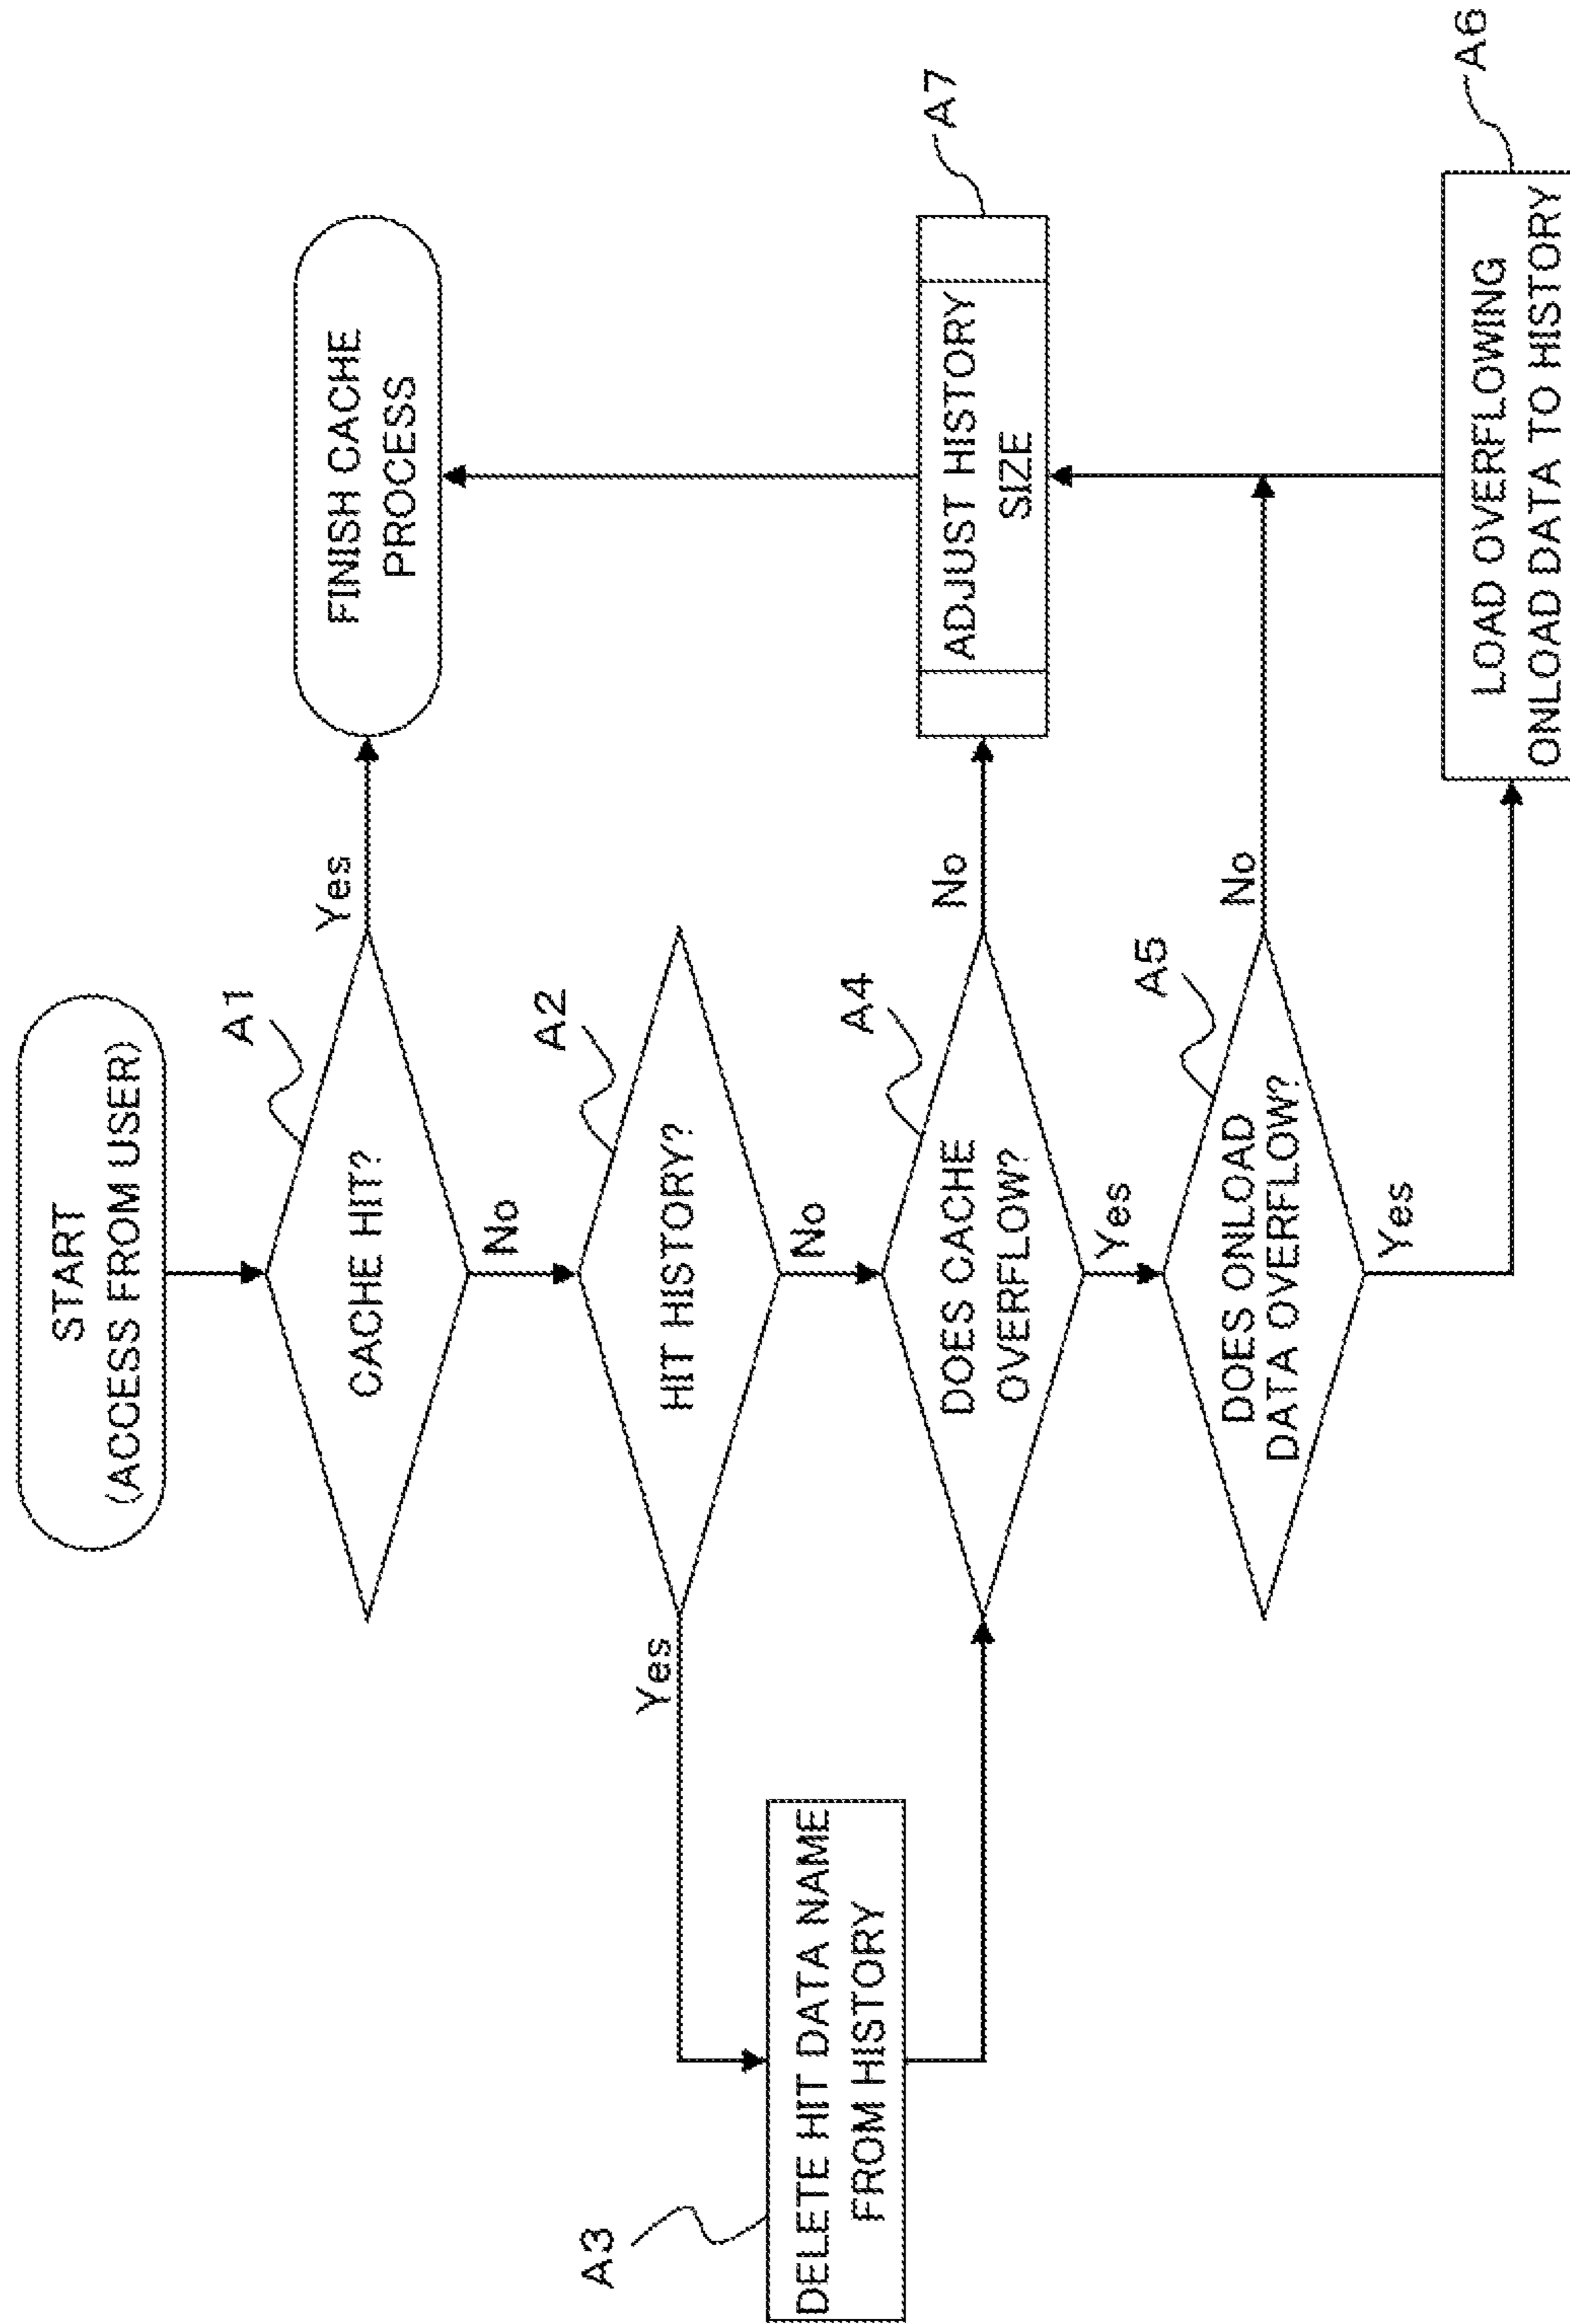 START
(ACCESS FROM USER)
A1
CACHE HIT?
Yes
FINISH CACHE
PROCESS
No
A2
HIT HISTORY?
Yes
No
A3
DELETE HIT DATA NAME
FROM HISTORY
A4
DOES CACHE
OVERFLOW?
No
A7
ADJUST HISTORY
SIZE
Yes
A5
DOES ONLOAD
DATA OVERFLOW?
No
Yes
A6
LOAD OVERFLOWING
ONLOAD DATA TO HISTORY